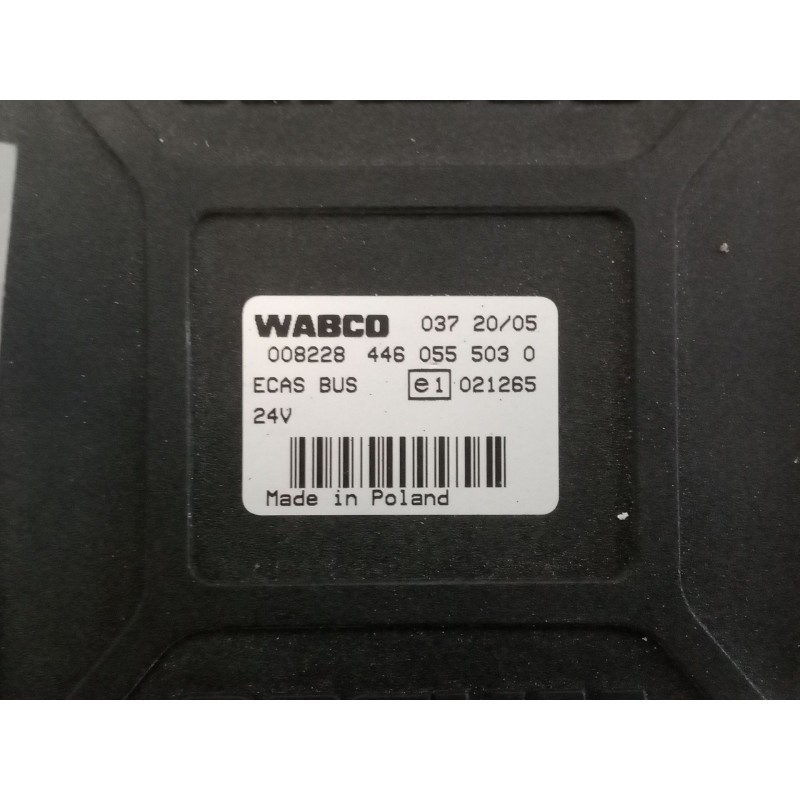 WABCO 037 20/05
008228 446 055 503 0
ECAS BUS e1 021265
24V
Made in Poland